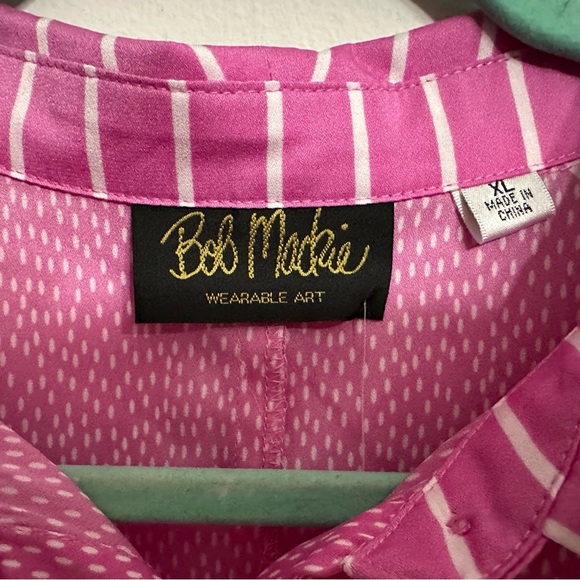 Bob Mackie
WEARABLE ART
XL
MADE IN
CHINA